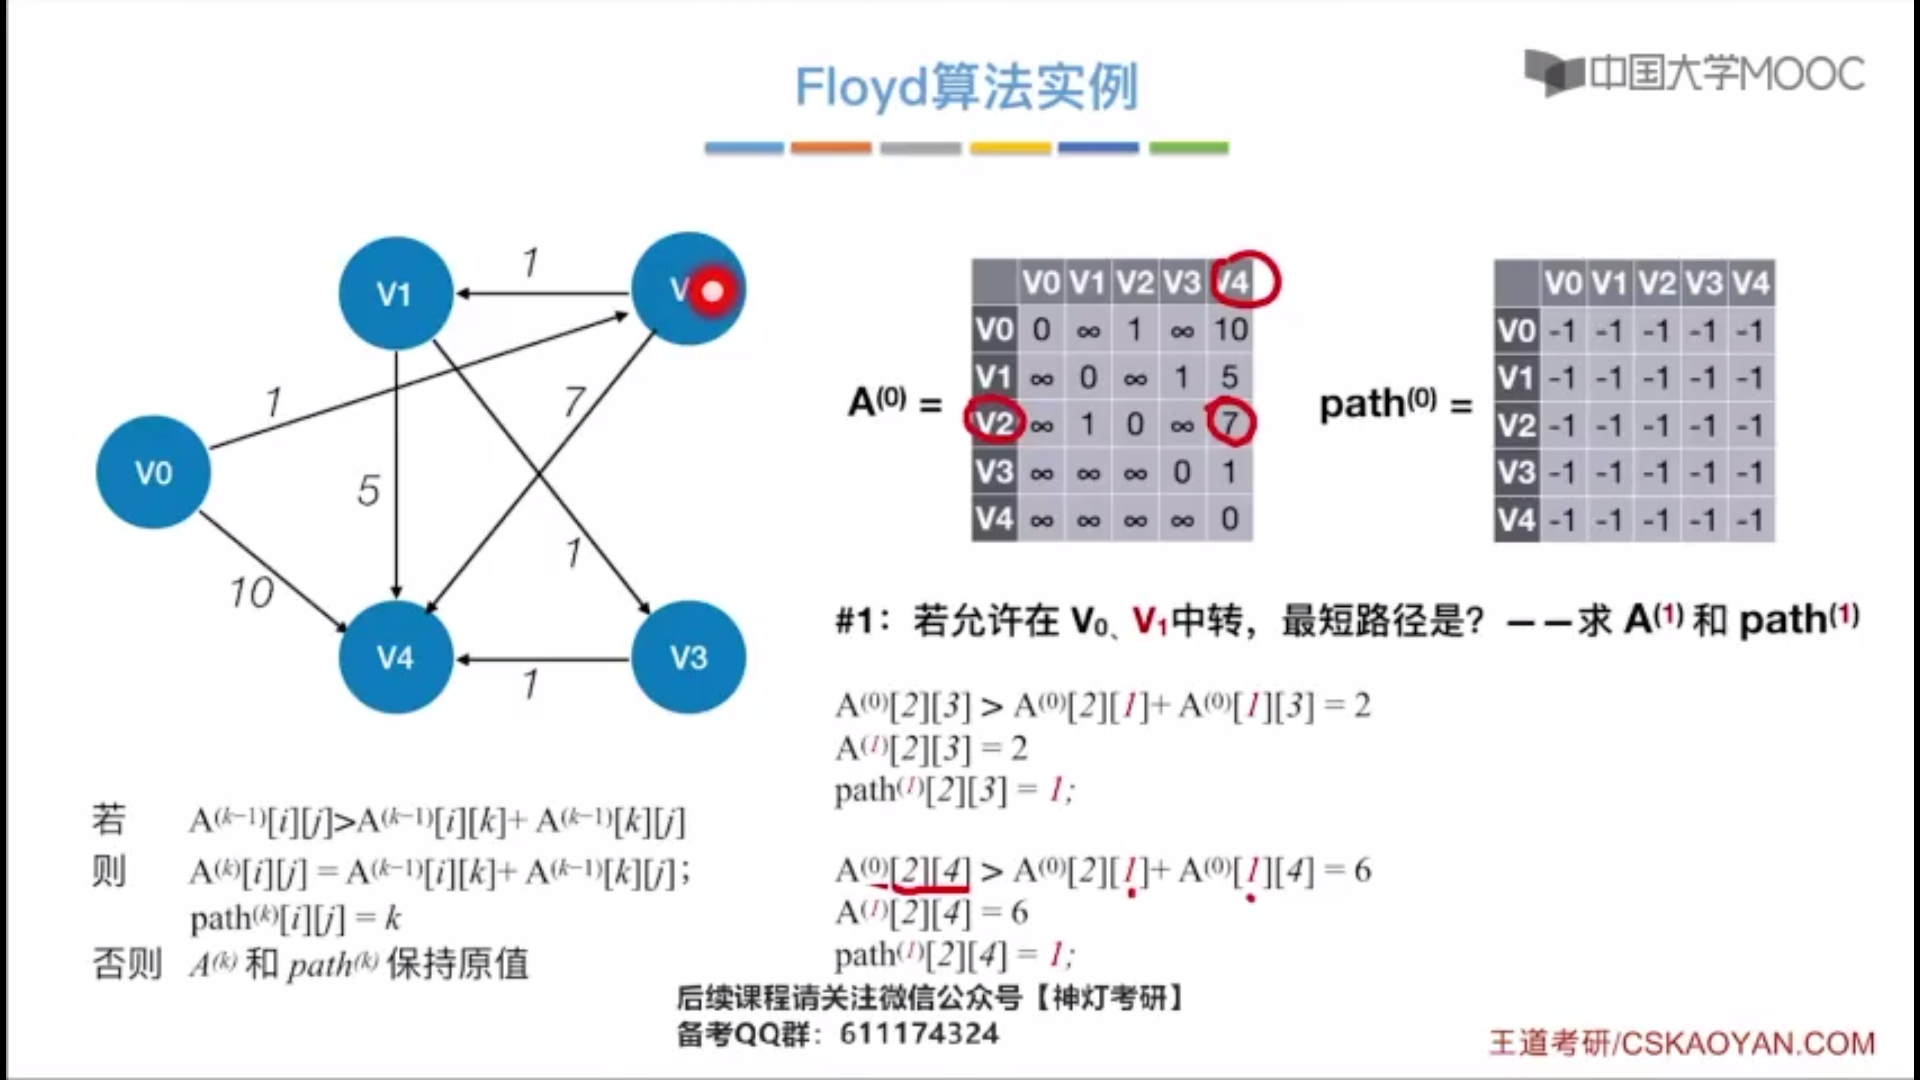 Floyd算法实例
中国大学MOOC
V1
V
V0
V4
V3
1
1
7
5
1
10
1
A(0) =
V0 V1 V2 V3 V4
V0 0 ∞ 1 ∞ 10
V1 ∞ 0 ∞ 1 5
V2 ∞ 1 0 ∞ 7
V3 ∞ ∞ ∞ 0 1
V4 ∞ ∞ ∞ ∞ 0
path(0) =
V0 V1 V2 V3 V4
V0 -1 -1 -1 -1 -1
V1 -1 -1 -1 -1 -1
V2 -1 -1 -1 -1 -1
V3 -1 -1 -1 -1 -1
V4 -1 -1 -1 -1 -1
#1：若允许在 V0、V1中转，最短路径是？——求 A(1) 和 path(1)
A(0)[2][3] > A(0)[2][1]+ A(0)[1][3] = 2
A(1)[2][3] = 2
path(1)[2][3] = 1;
A(0)[2][4] > A(0)[2][1]+ A(0)[1][4] = 6
A(1)[2][4] = 6
path(1)[2][4] = 1;
若 A(k−1)[i][j]>A(k−1)[i][k]+ A(k−1)[k][j]
则 A(k)[i][j] = A(k−1)[i][k]+ A(k−1)[k][j]；
path(k)[i][j] = k
否则 A(k) 和 path(k) 保持原值
后续课程请关注微信公众号【神灯考研】
备考QQ群：611174324
王道考研/CSKAOYAN.COM